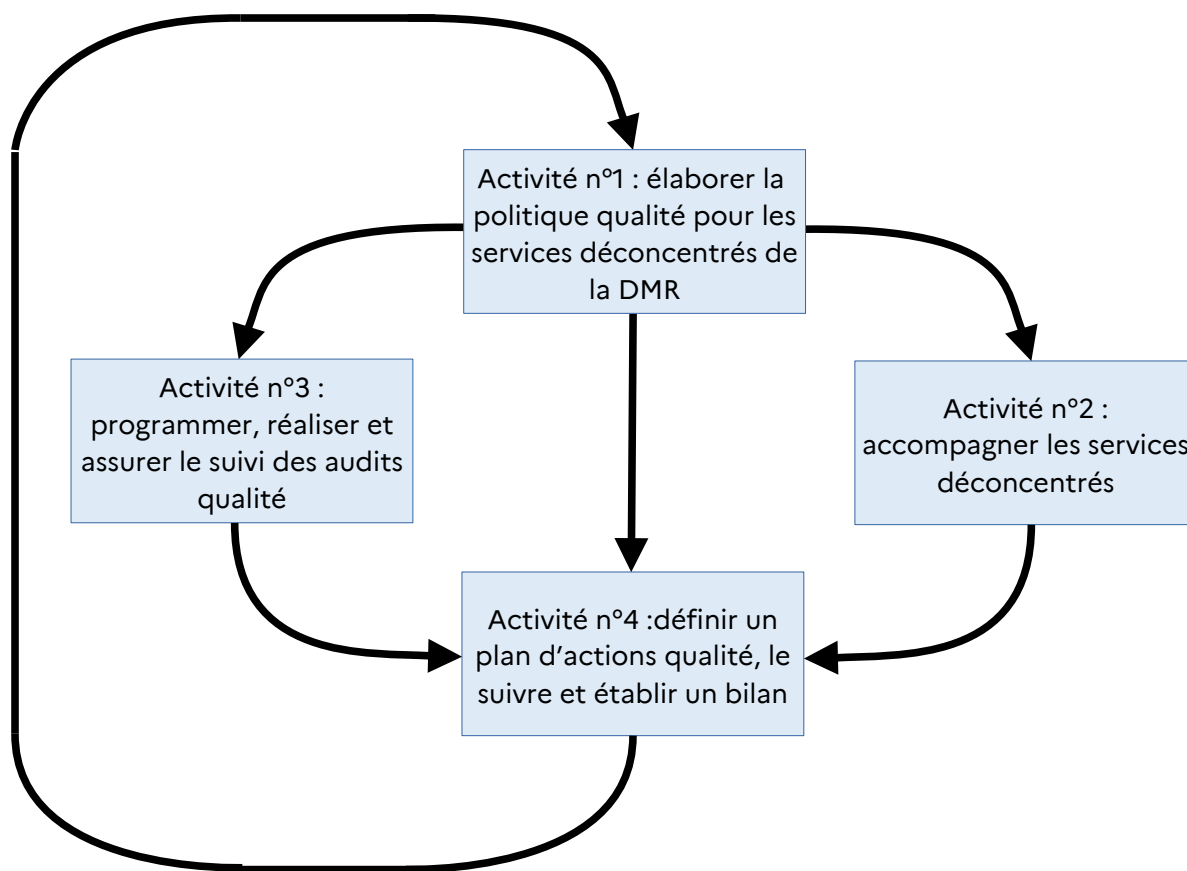 Activité n°1 : élaborer la
politique qualité pour les
services déconcentrés de
la DMR
Activité n°3 :
programmer, réaliser et
assurer le suivi des audits
qualité
Activité n°2 :
accompagner les services
déconcentrés
Activité n°4 :définir un
plan d’actions qualité, le
suivre et établir un bilan